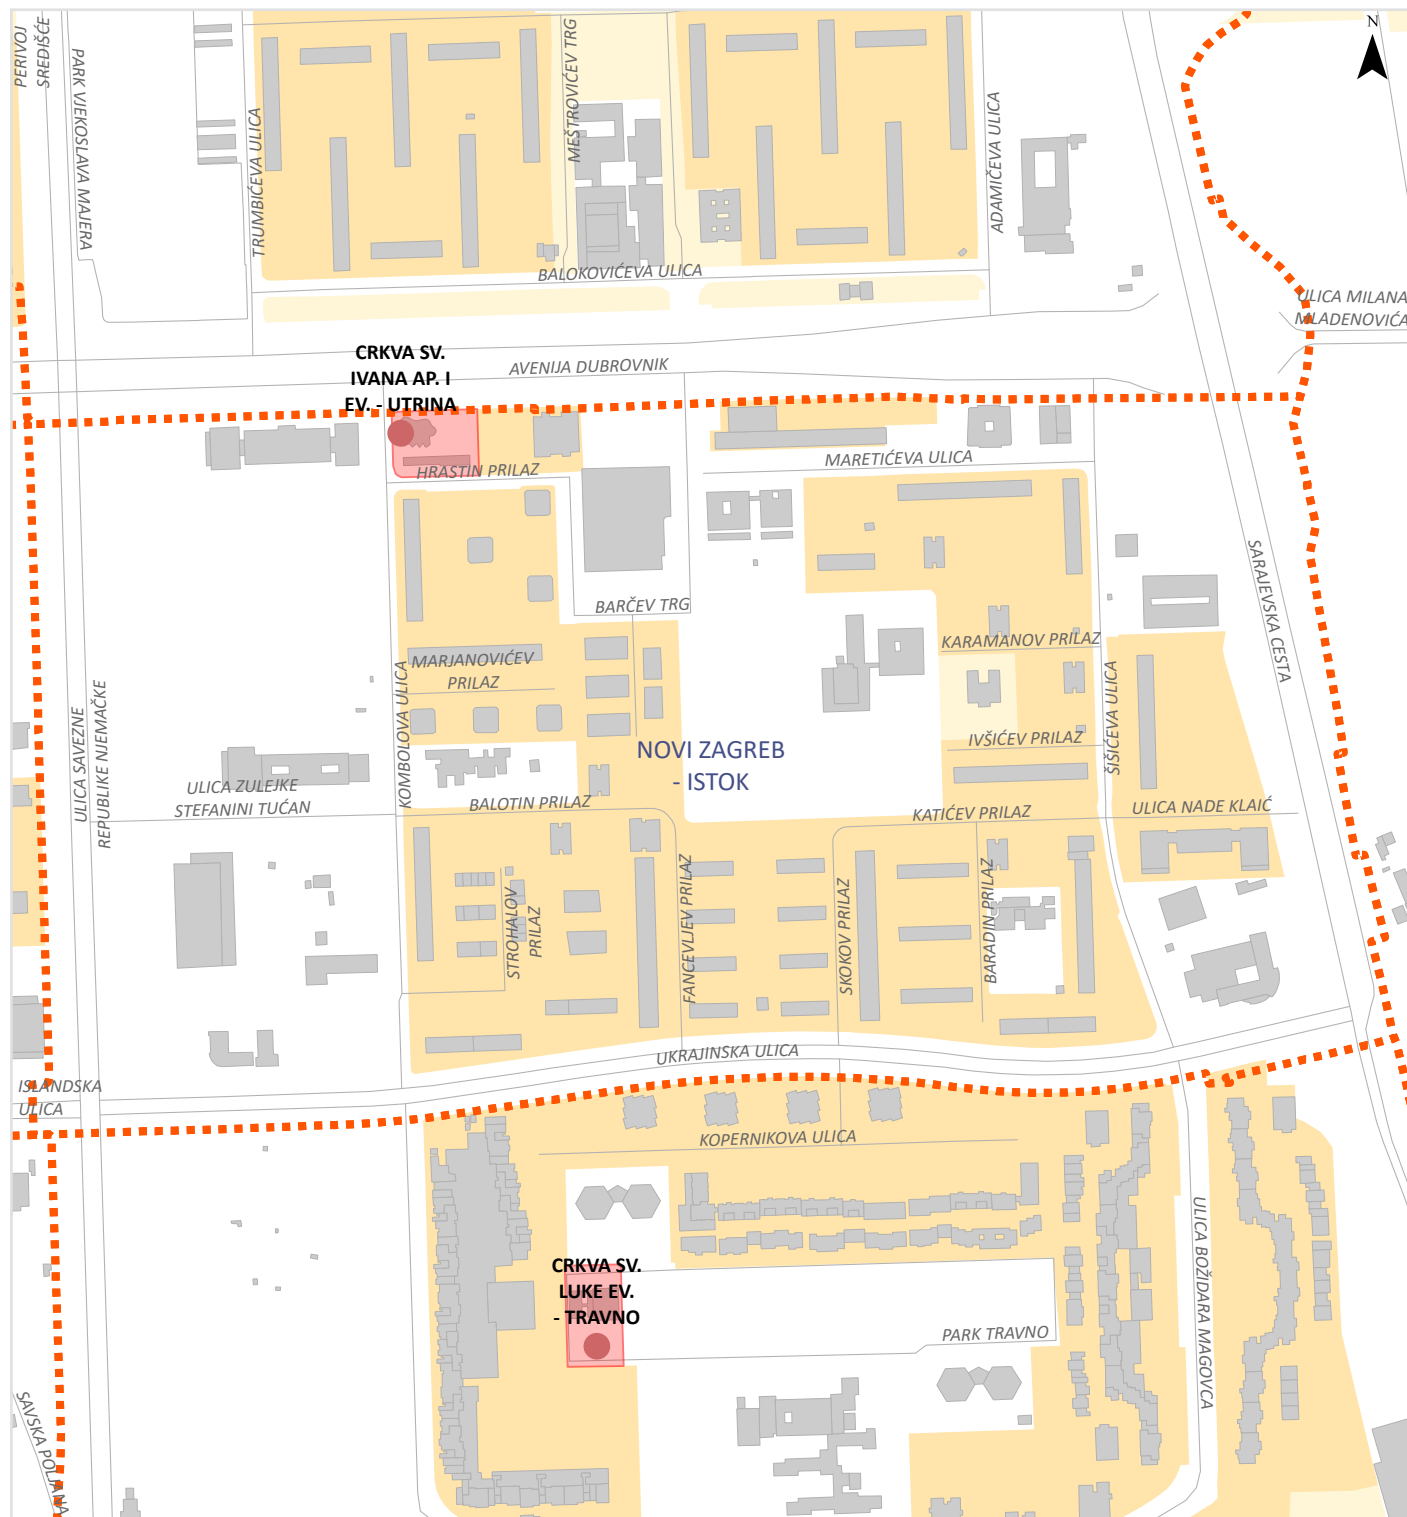 PERIVOJ
SREDIŠĆE
PARK VJEKOSLAVA MAJERA
TRUMBIĆEVA ULICA
MEŠTROVIĆEV TRG
ADAMIČEVA ULICA
N
BALOKOVIĆEVA ULICA
ULICA MILANA
MLADENOVIĆA
CRKVA SV.
IVANA AP. I
EV. - UTRINA
AVENIJA DUBROVNIK
HRASTIN PRILAZ
MARETIĆEVA ULICA
SARAJEVSKA CESTA
BARČEV TRG
KARAMANOV PRILAZ
MARJANOVIĆEV
PRILAZ
KOMBOLOVA ULICA
ŠIŠIĆEVA ULICA
ULICA SAVEZNE
REPUBLIKE NJEMAČKE
NOVI ZAGREB
- ISTOK
IVŠIĆEV PRILAZ
ULICA ZULEJKE
STEFANINI TUĆAN
BALOTIN PRILAZ
KATIĆEV PRILAZ
ULICA NADE KLAIĆ
STROHALOV
PRILAZ
FANCEVLJEV PRILAZ
SKOKOV PRILAZ
BARADIN PRILAZ
UKRAJINSKA ULICA
ISLANDSKA
ULICA
KOPERNIKOVA ULICA
ULICA BOŽIDARA MAGOVCA
CRKVA SV.
LUKE EV.
- TRAVNO
PARK TRAVNO
SAVSKA POLJANA